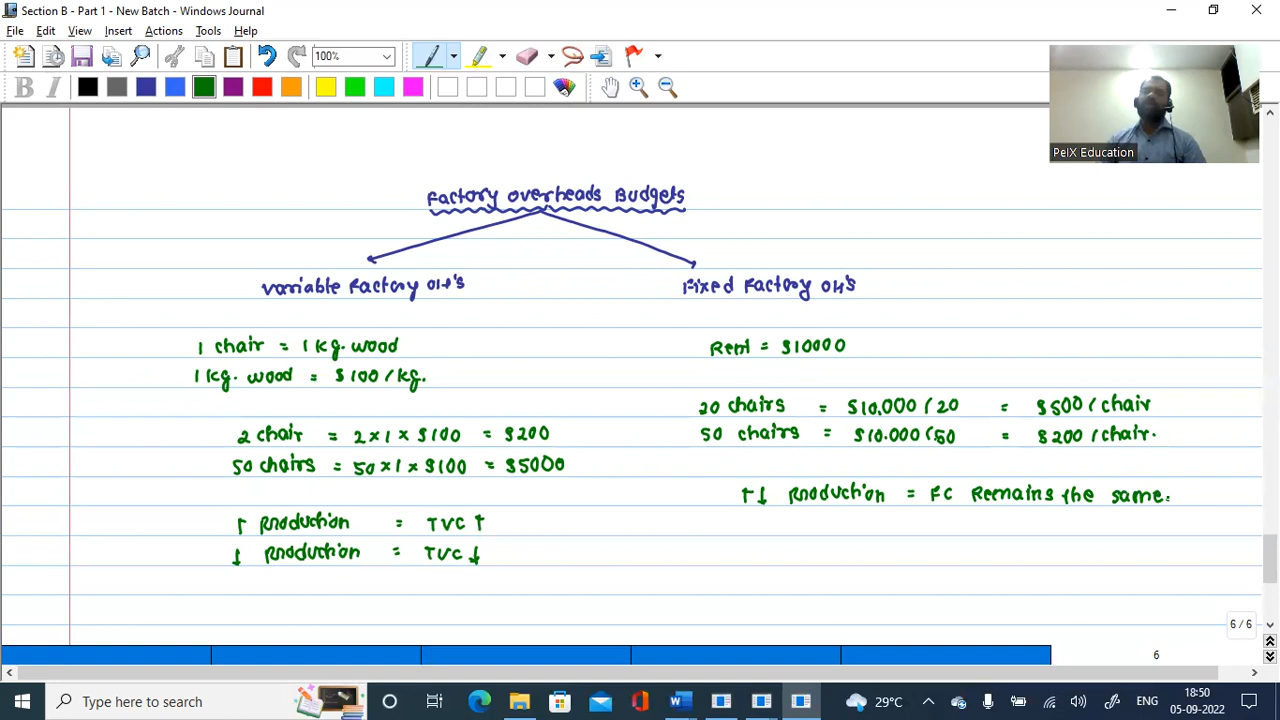 Section B - Part 1 - New Batch - Windows Journal
File Edit View Insert Actions Tools Help
100%
B I
PelX Education
Factory Overheads Budgets
Variable Factory OH's
Fixed Factory OH's
1 chair = 1 kg. wood
1 kg. wood = $100/kg.
2 chair = 2 x 1 x $100 = $200
50 chairs = 50 x 1 x $100 = $5000
↑ Production = TVC ↑
↓ Production = TVC ↓
Rent = $10000
20 chairs = $10.000/20 = $500/chair
50 chairs = $10.000/50 = $200/chair.
↑↓ Production = FC Remains the same.
6 / 6
6
Type here to search
29°C
ENG
18:50
05-09-2022